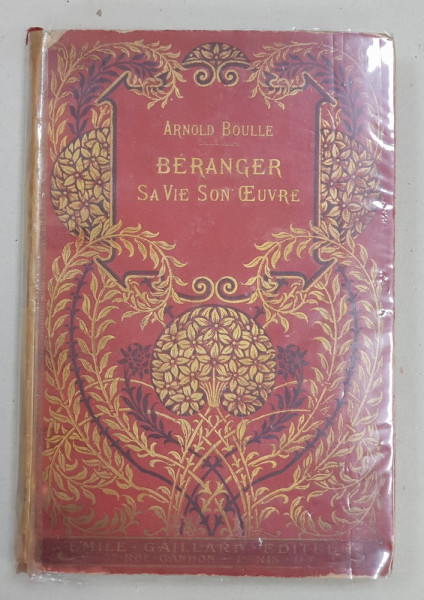 ARNOLD BOULLE
BÉRANGER
SA VIE SON ŒUVRE
EMILE · GAILLARD · EDITEUR